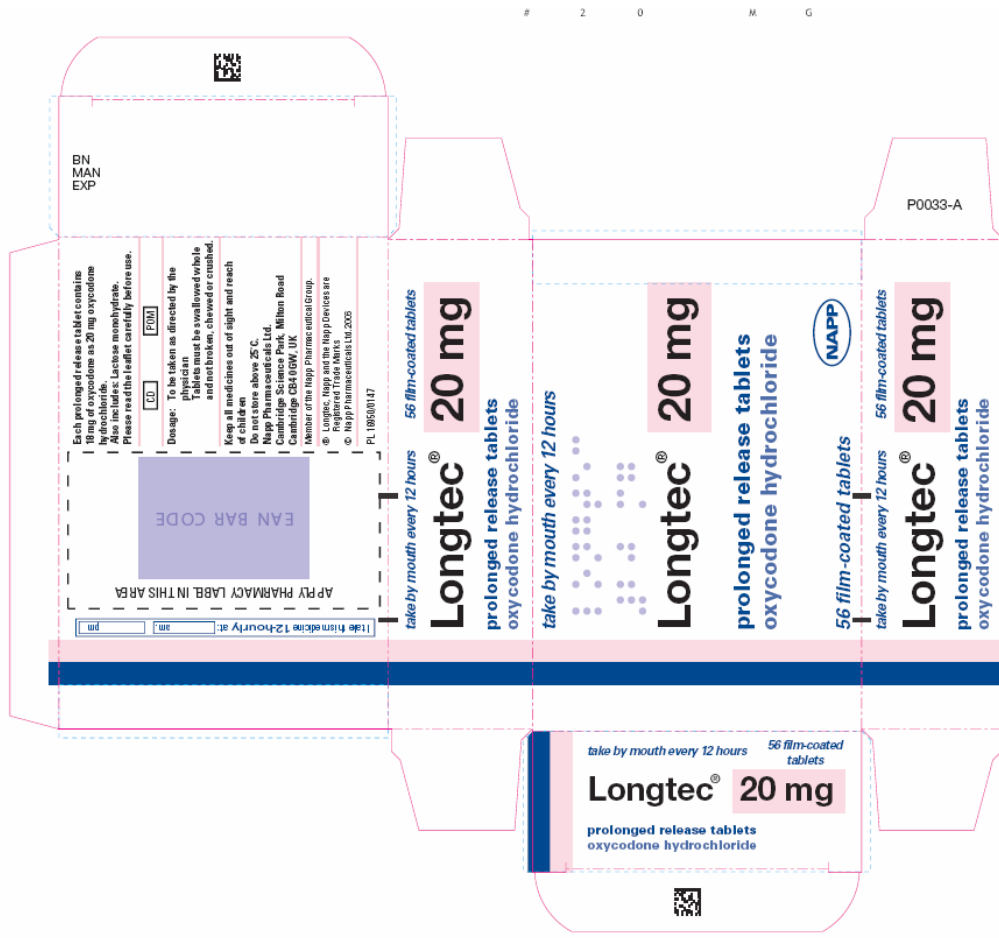 # 2 0 M G
BN
MAN
EXP
P0033-A
Each prolonged release tablet contains
18 mg of oxycodone as 20 mg oxycodone
hydrochloride.
Also includes: Lactose monohydrate.
Please read the leaflet carefully before use.
CD POM
Dosage: To be taken as directed by the
physician
Tablets must be swallowed whole
and not broken, chewed or crushed.
Keep all medicines out of sight and reach
of children
Do not store above 25°C.
Napp Pharmaceuticals Ltd.
Cambridge Science Park, Milton Road
Cambridge CB4 0GW, UK
Member of the Napp Pharmaceutical Group.
® Longtec, Napp and the Napp Devices are
Registered Trade Marks
© Napp Pharmaceuticals Ltd. 2006
PL 16950/0147
EAN BAR CODE
APPLY PHARMACY LABEL IN THIS AREA
I take this medicine 12-hourly at: am. pm
take by mouth every 12 hours 56 film-coated tablets
Longtec® 20 mg
prolonged release tablets
oxycodone hydrochloride
take by mouth every 12 hours
Longtec® 20 mg
prolonged release tablets
oxycodone hydrochloride
56 film-coated tablets
NAPP
take by mouth every 12 hours 56 film-coated tablets
Longtec® 20 mg
prolonged release tablets
oxycodone hydrochloride
take by mouth every 12 hours 56 film-coated
tablets
Longtec® 20 mg
prolonged release tablets
oxycodone hydrochloride